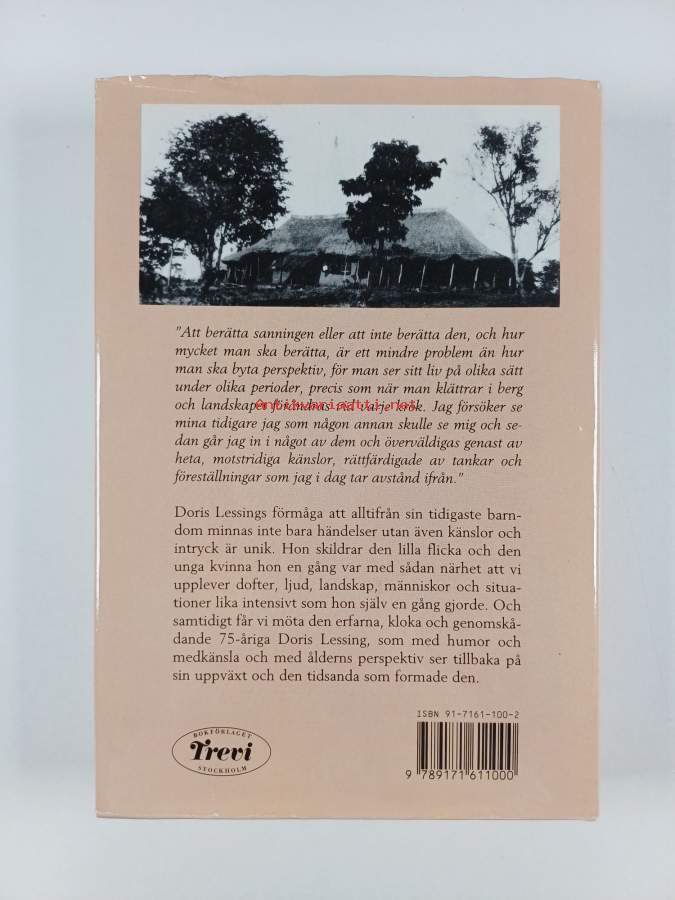 "Att berätta sanningen eller att inte berätta den, och hur
mycket man ska berätta, är ett mindre problem än hur
man ska byta perspektiv, för man ser sitt liv på olika sätt
under olika perioder, precis som när man klättrar i berg
och landskapet förändras vid varje krök. Jag försöker se
Antikvariaatti.net
mina tidigare jag som någon annan skulle se mig och se-
dan går jag in i något av dem och överväldigas genast av
heta, motstridiga känslor, rättfärdigade av tankar och
föreställningar som jag i dag tar avstånd ifrån."
Doris Lessings förmåga att alltifrån sin tidigaste barn-
dom minnas inte bara händelser utan även känslor och
intryck är unik. Hon skildrar den lilla flicka och den
unga kvinna hon en gång var med sådan närhet att vi
upplever dofter, ljud, landskap, människor och situa-
tioner lika intensivt som hon själv en gång gjorde. Och
samtidigt får vi möta den erfarna, kloka och genomskå-
dande 75-åriga Doris Lessing, som med humor och
medkänsla och med ålderns perspektiv ser tillbaka på
sin uppväxt och den tidsanda som formade den.
ISBN 91-7161-100-2
BOKFÖRLAGET
Trevi
STOCKHOLM
9 789171 611000